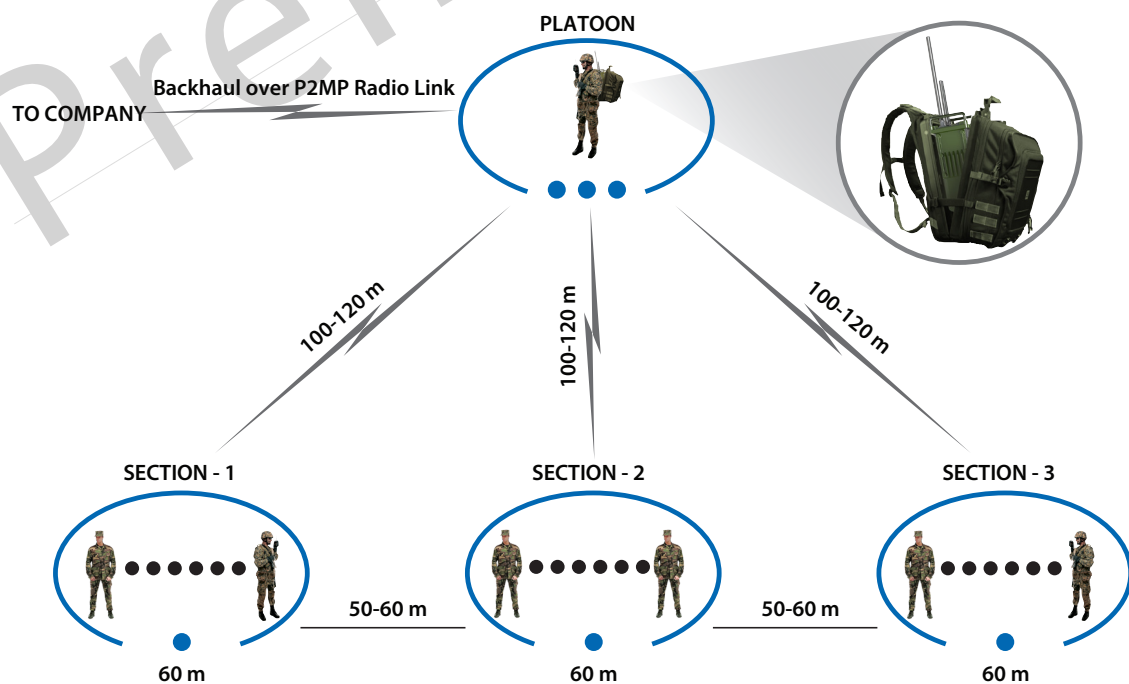 PLATOON
Backhaul over P2MP Radio Link
TO COMPANY
100-120 m
100-120 m
100-120 m
SECTION - 1
SECTION - 2
SECTION - 3
50-60 m
50-60 m
60 m
60 m
60 m